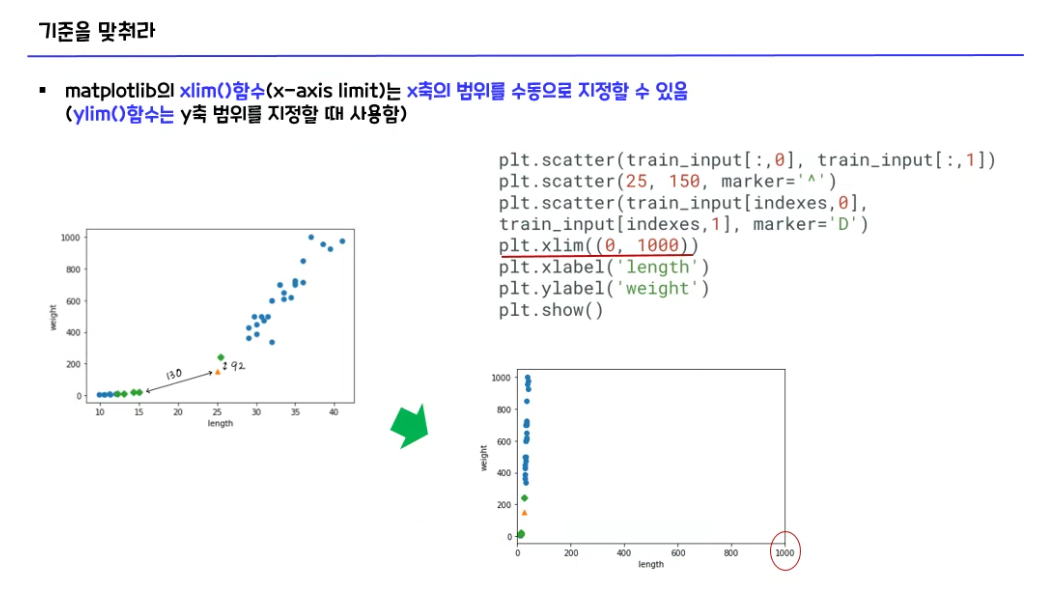 기준을 맞춰라
▪ matplotlib의 xlim()함수(x-axis limit)는 x축의 범위를 수동으로 지정할 수 있음
(ylim()함수는 y축 범위를 지정할 때 사용함)
plt.scatter(train_input[:,0], train_input[:,1])
plt.scatter(25, 150, marker='^')
plt.scatter(train_input[indexes,0],
train_input[indexes,1], marker='D')
plt.xlim((0, 1000))
plt.xlabel('length')
plt.ylabel('weight')
plt.show()
1000
800
600
400
200
0
weight
130
↕92
10 15 20 25 30 35 40
length
1000
800
600
400
200
0
weight
0 200 400 600 800 1000
length